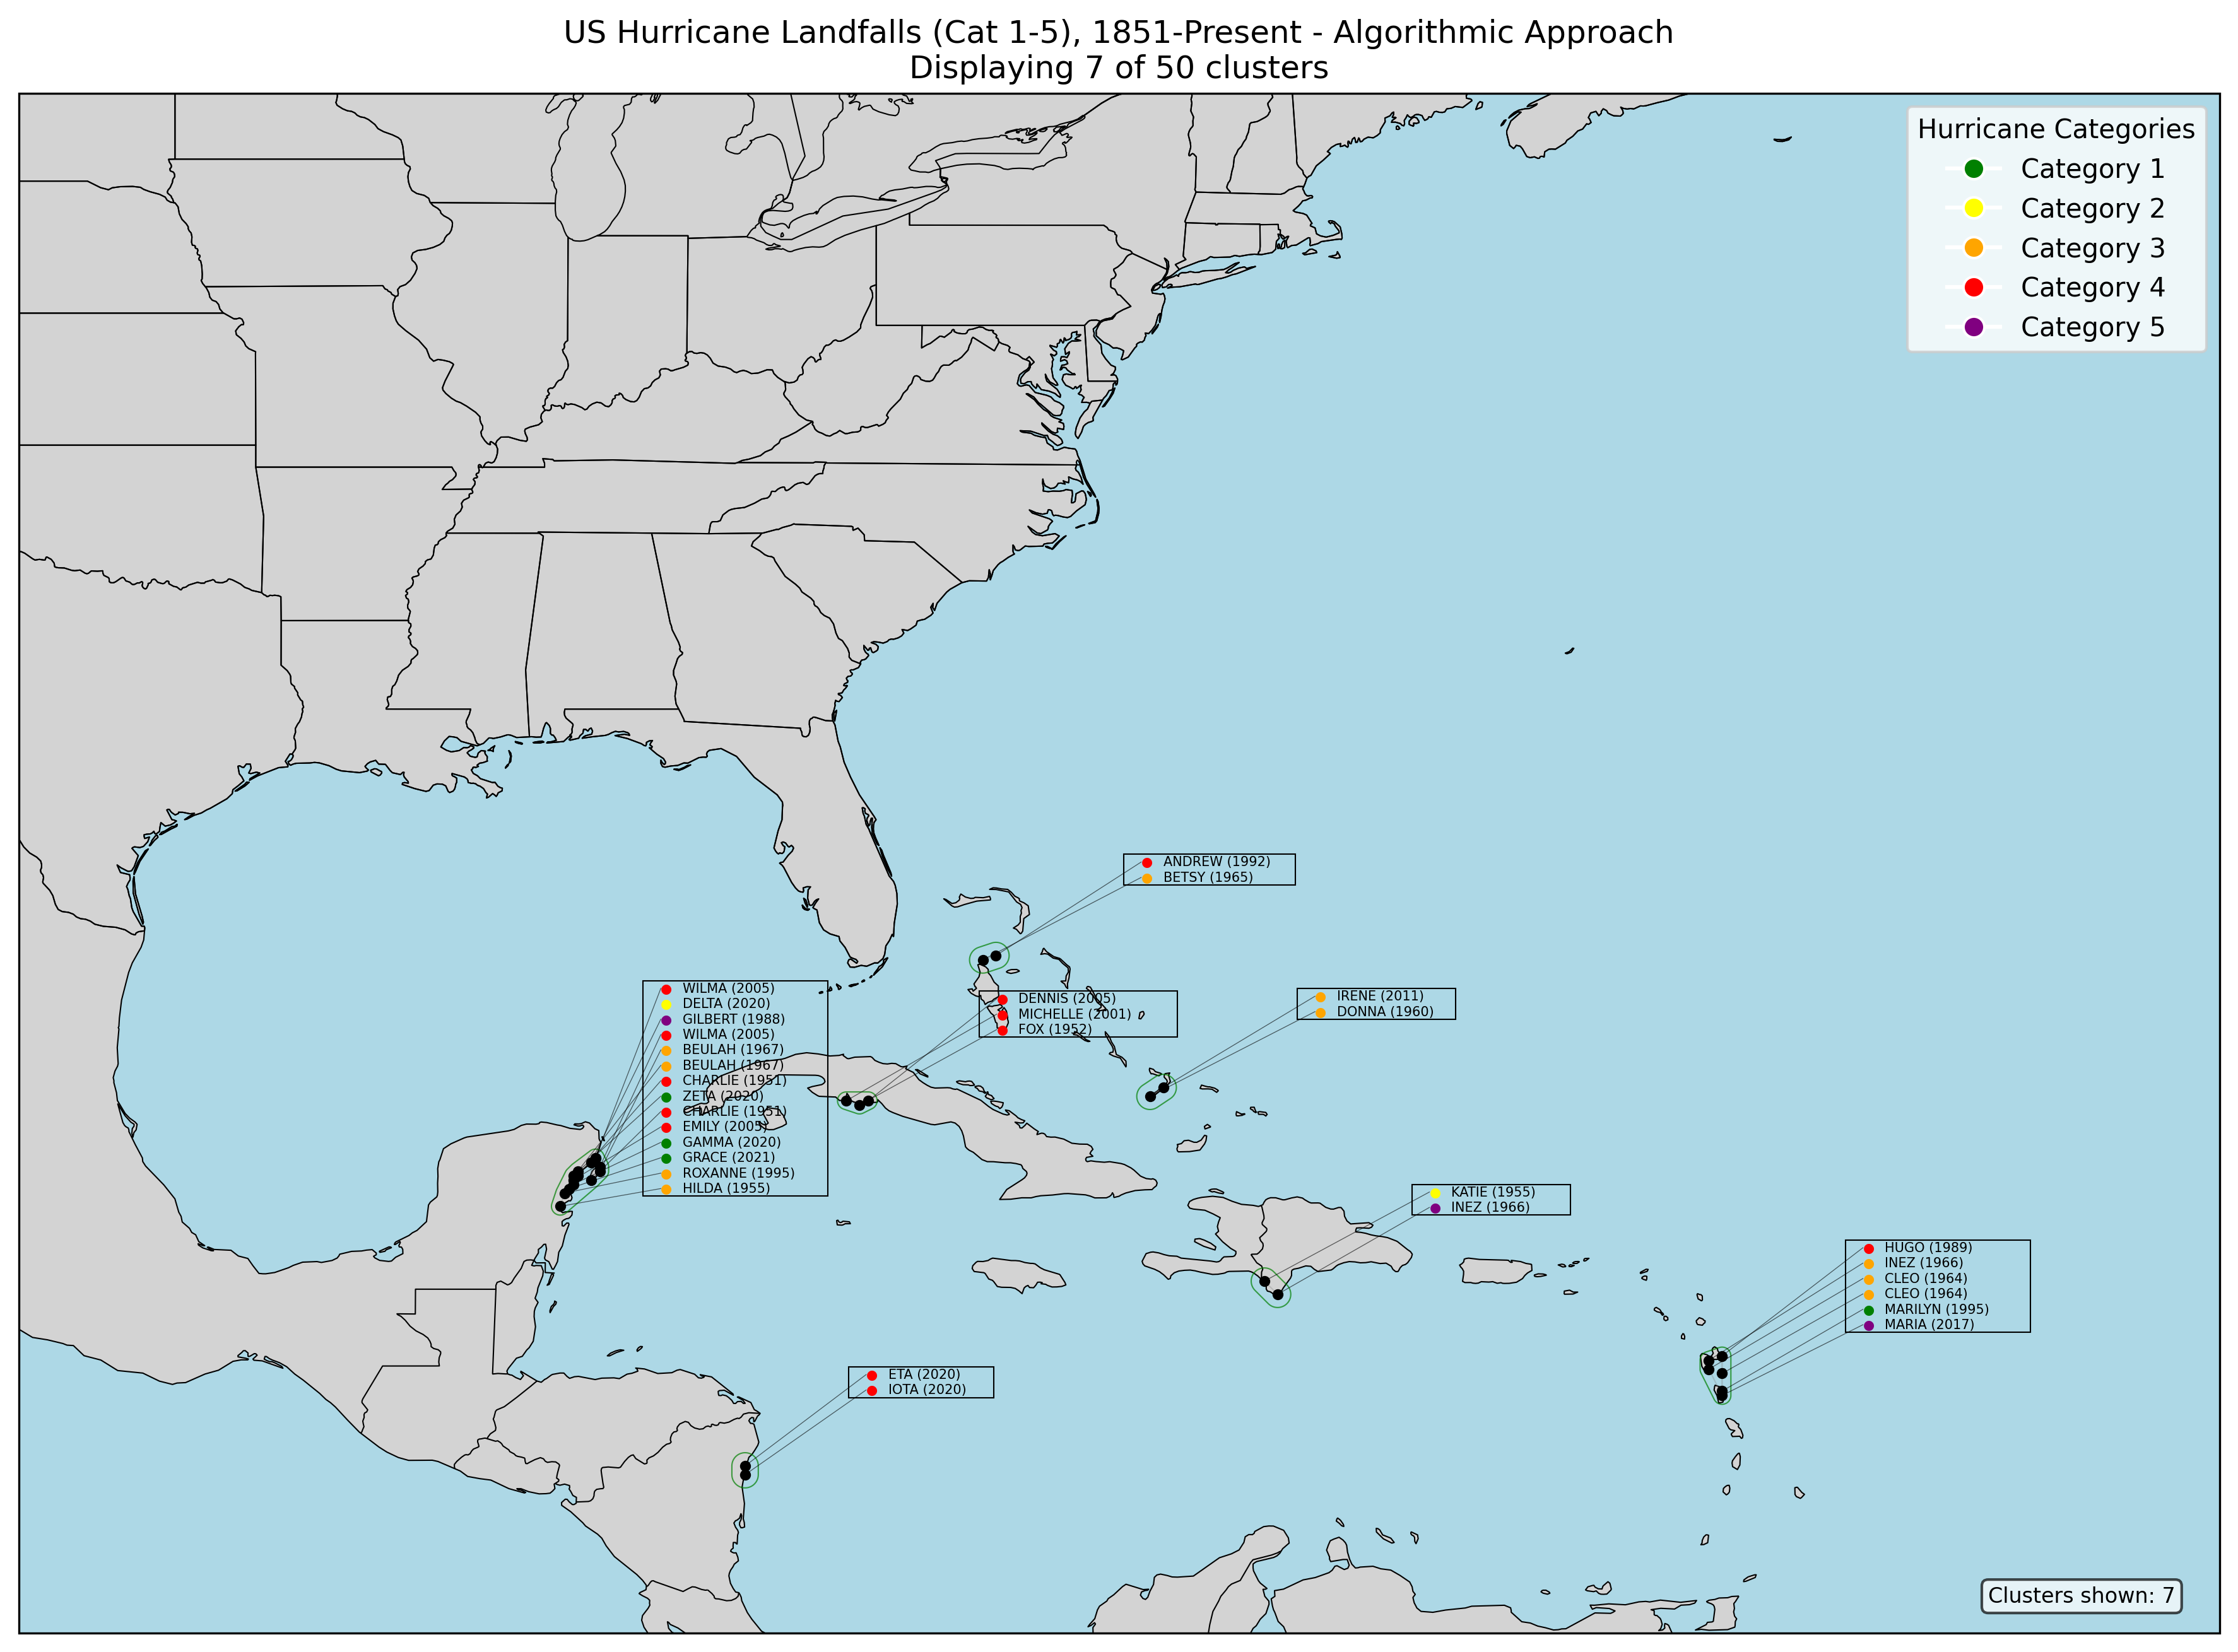 US Hurricane Landfalls (Cat 1-5), 1851-Present - Algorithmic Approach
Displaying 7 of 50 clusters
Hurricane Categories
Category 1
Category 2
Category 3
Category 4
Category 5
ANDREW (1992)
BETSY (1965)
WILMA (2005)
DELTA (2020)
GILBERT (1988)
WILMA (2005)
BEULAH (1967)
BEULAH (1967)
CHARLIE (1951)
ZETA (2020)
CHARLIE (1951)
EMILY (2005)
GAMMA (2020)
GRACE (2021)
ROXANNE (1995)
HILDA (1955)
DENNIS (2005)
MICHELLE (2001)
FOX (1952)
IRENE (2011)
DONNA (1960)
KATIE (1955)
INEZ (1966)
HUGO (1989)
INEZ (1966)
CLEO (1964)
CLEO (1964)
MARILYN (1995)
MARIA (2017)
ETA (2020)
IOTA (2020)
Clusters shown: 7